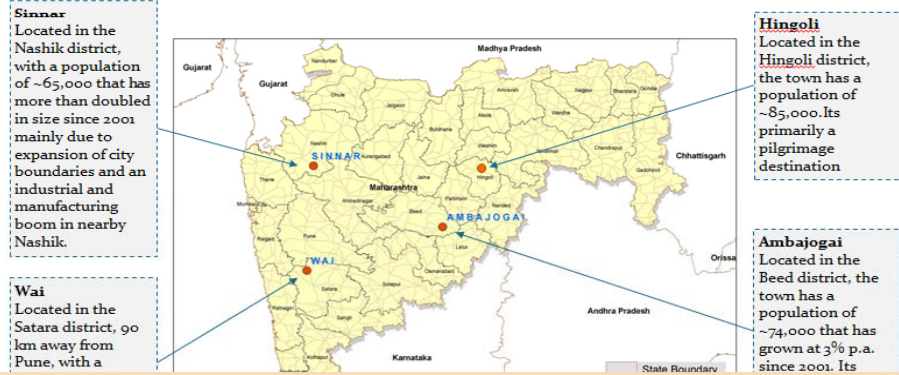 Sinnar
Located in the
Nashik district,
with a population
of ~65,000 that has
more than doubled
in size since 2001
mainly due to
expansion of city
boundaries and an
industrial and
manufacturing
boom in nearby
Nashik.
Wai
Located in the
Satara district, 90
km away from
Pune, with a
Gujarat
Gujarat
Madhya Pradesh
Nandurbar
Dhule
Jalgaon
Amravati
Nagpur
Bhandara
Gondia
Akola
Wardha
Buldhana
Nashik
Washim
Yavatmal
Chandrapur
SINNAR
Aurangabad
Chhattisgarh
Thane
Jalna
Hingoli
Gadchiroli
Maharashtra
Parbhani
Ahmednagar
Nanded
Beed
AMBAJOGAI
Raigad
Pune
Latur
WAI
Orissa
Osmanabad
Satara
Solapur
Ratnagiri
Sangli
Andhra Pradesh
Kolhapur
Karnataka
State Boundary
Hingoli
Located in the
Hingoli district,
the town has a
population of
~85,000.Its
primarily a
pilgrimage
destination
Ambajogai
Located in the
Beed district, the
town has a
population of
~74,000 that has
grown at 3% p.a.
since 2001. Its